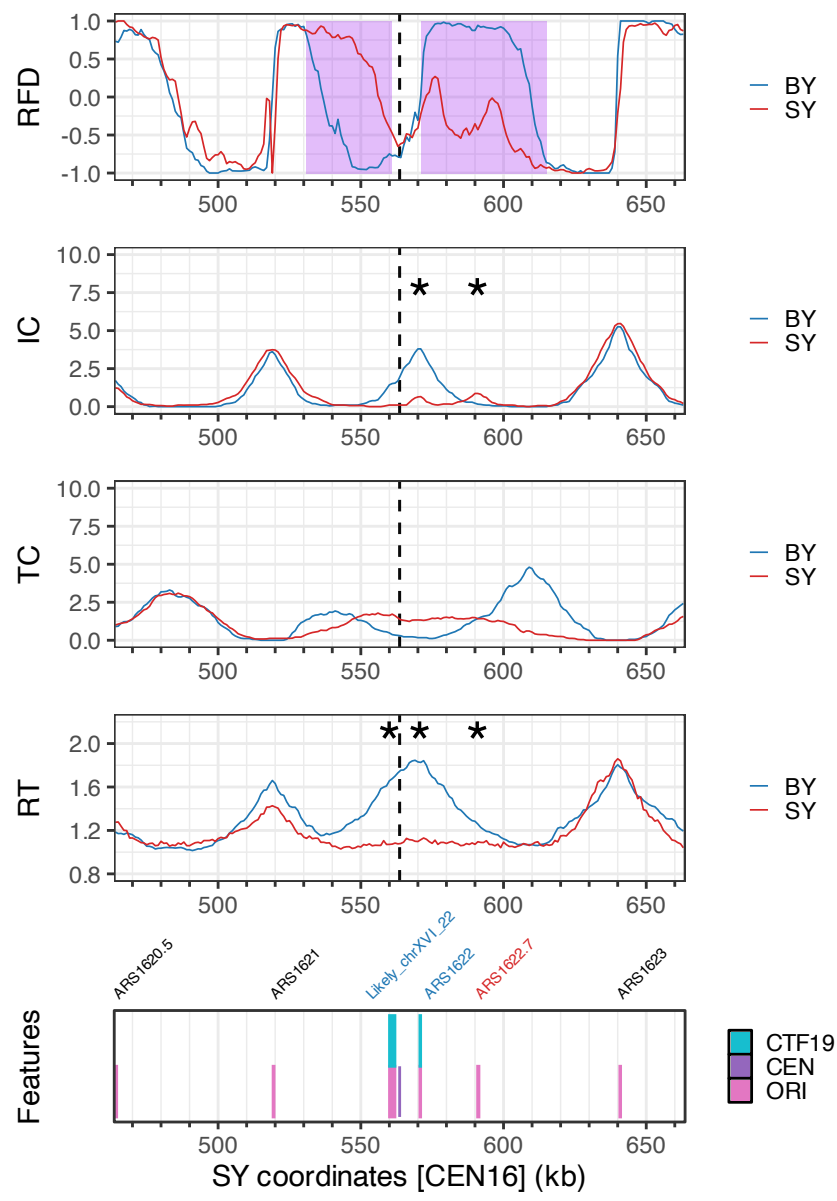 1.0
0.5
0.0
-0.5
-1.0
RFD
BY
SY
500 550 600 650
10.0
7.5
5.0
2.5
0.0
IC
* *
BY
SY
500 550 600 650
10.0
7.5
5.0
2.5
0.0
TC
BY
SY
500 550 600 650
2.0
1.6
1.2
0.8
RT
* * *
BY
SY
500 550 600 650
ARS1620.5
ARS1621
Likely_chrXVI_22
ARS1622
ARS1622.7
ARS1623
Features
CTF19
CEN
ORI
500 550 600 650
SY coordinates [CEN16] (kb)